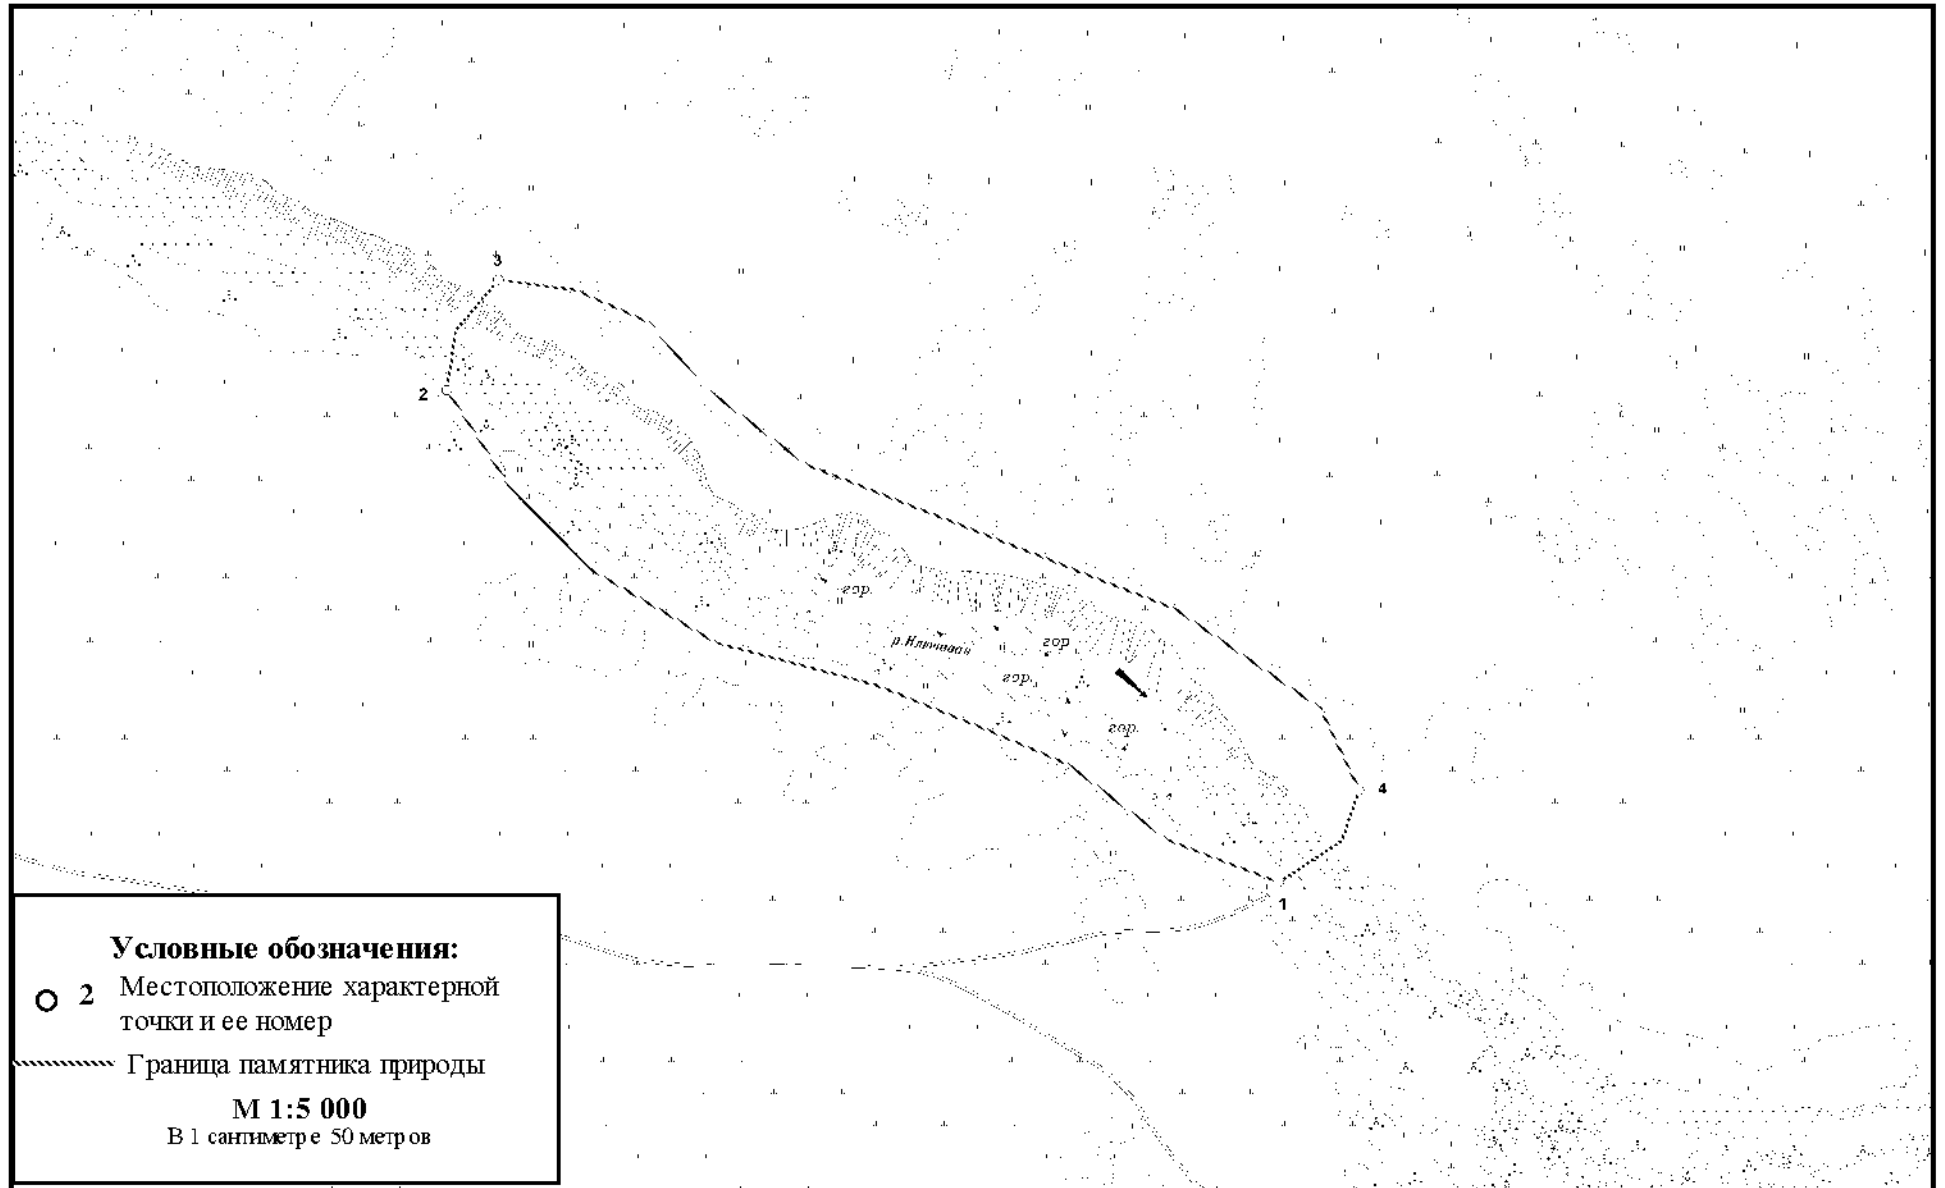 3
2
гор.
р.Ключевая
гор.
гор.
гор.
4
1
Условные обозначения:
2 Местоположение характерной
точки и ее номер
Граница памятника природы
М 1:5 000
В 1 сантиметре 50 метров